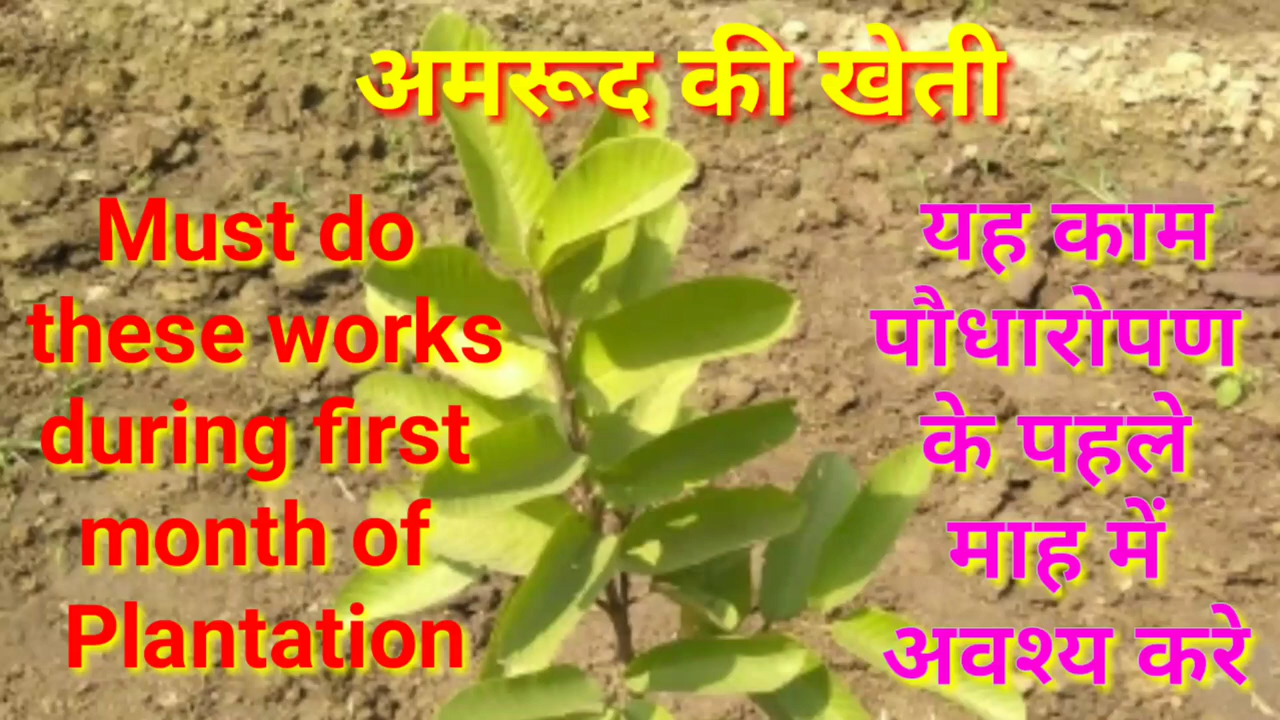 अमरूद की खेती
Must do
these works
during first
month of
Plantation
यह काम
पौधारोपण
के पहले
माह में
अवश्य करे